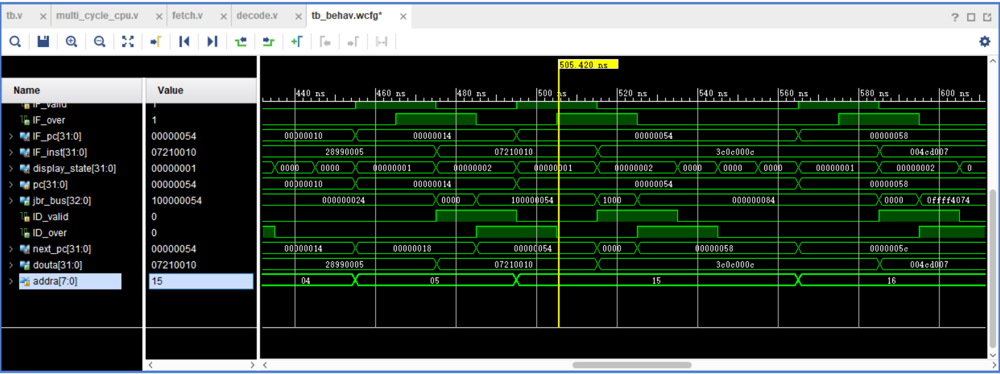 tb.v × multi_cycle_cpu.v × fetch.v × decode.v × tb_behav.wcfg* ×
505.420 ns
Name Value
440 ns 460 ns 480 ns 500 ns 520 ns 540 ns 560 ns 580 ns 600 ns
IF_valid 1
IF_over 1
IF_pc[31:0] 00000054 00000010 00000014 00000054 00000058
IF_inst[31:0] 07210010 28990005 07210010 3c0c000c 004cd007
display_state[31:0] 00000001 0000 0000 00000001 00000002 00000001 00000002 0000 0000 0000 00000001 00000002 0
pc[31:0] 00000054 00000010 00000014 00000054 00000058
jbr_bus[32:0] 100000054 000000024 0000 100000054 1000 000000084 0000 0ffff4074
ID_valid 0
ID_over 0
next_pc[31:0] 00000054 00000014 00000018 00000054 0000 00000058 0000005c
douta[31:0] 07210010 28990005 07210010 3c0c000c 004cd007
addra[7:0] 15 04 05 15 16